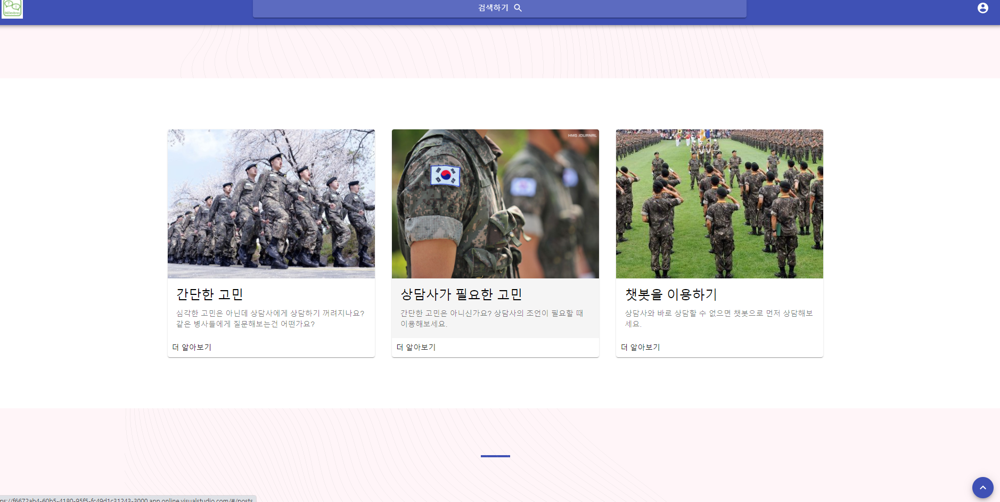 검색하기
HMG JOURNAL
간단한 고민
심각한 고민은 아닌데 상담사에게 상담하기 꺼려지나요?
같은 병사들에게 질문해보는건 어떤가요?
더 알아보기
상담사가 필요한 고민
간단한 고민은 아니신가요? 상담사의 조언이 필요할 때
이용해보세요.
더 알아보기
챗봇을 이용하기
상담사와 바로 상담할 수 없으면 챗봇으로 먼저 상담해보
세요.
더 알아보기
ps://f6672ab4-60b5-4180-95f5-fc49d1c31243-3000.app.online.visualstudio.com/#/posts